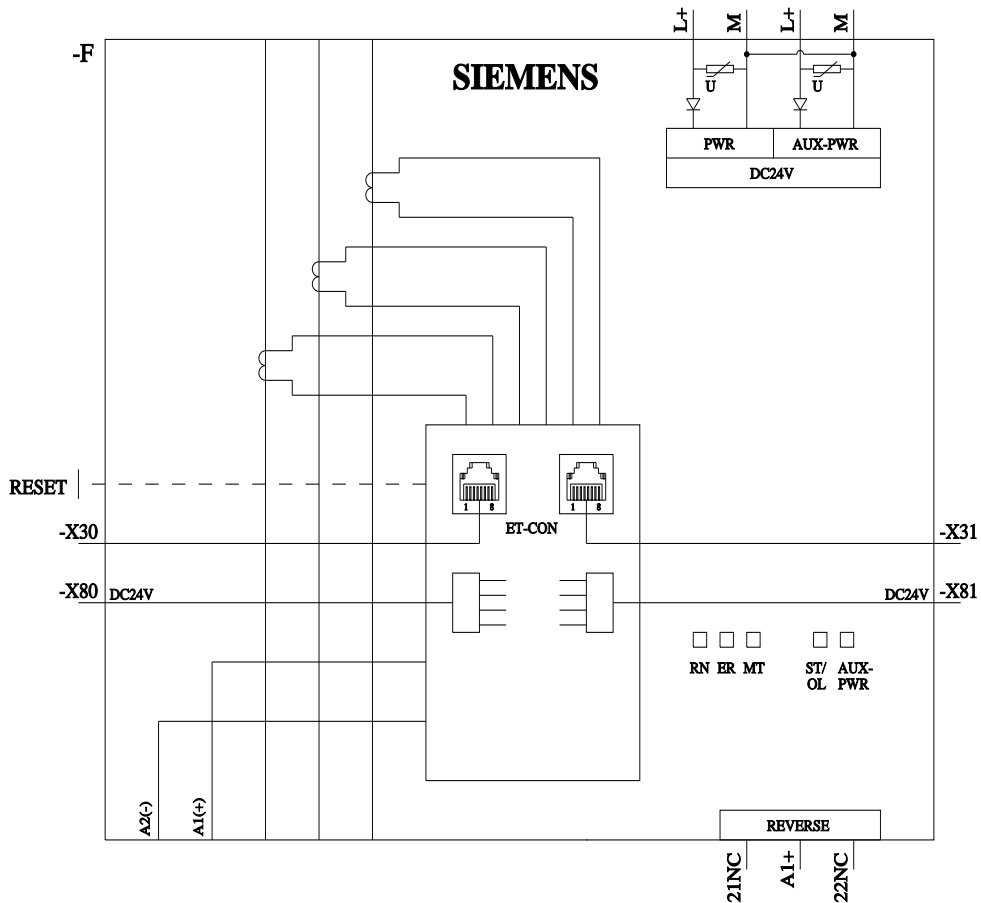 L+ M L+ M
-F
SIEMENS
U U
PWR AUX-PWR
DC24V
RESET
1 8 1 8
ET-CON
-X30 -X31
-X80 DC24V DC24V -X81
RN ER MT ST/ AUX-
OL PWR
A2(-) A1(+)
REVERSE
21NC A1+ 22NC